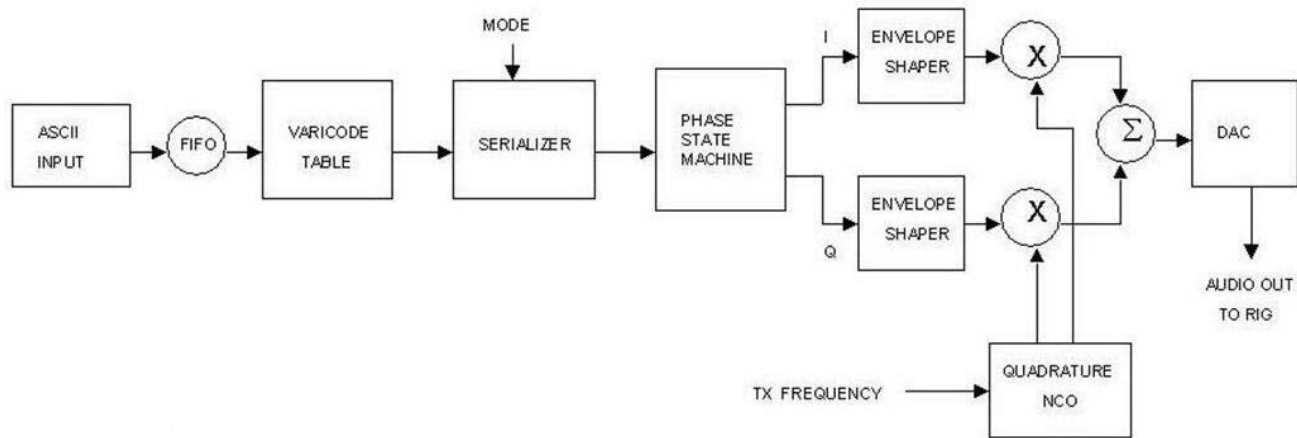 MODE
ASCII
INPUT
FIFO
VARICODE
TABLE
SERIALIZER
PHASE
STATE
MACHINE
I
ENVELOPE
SHAPER
X
Q
ENVELOPE
SHAPER
X
Σ
DAC
AUDIO OUT
TO RIG
TX FREQUENCY
QUADRATURE
NCO